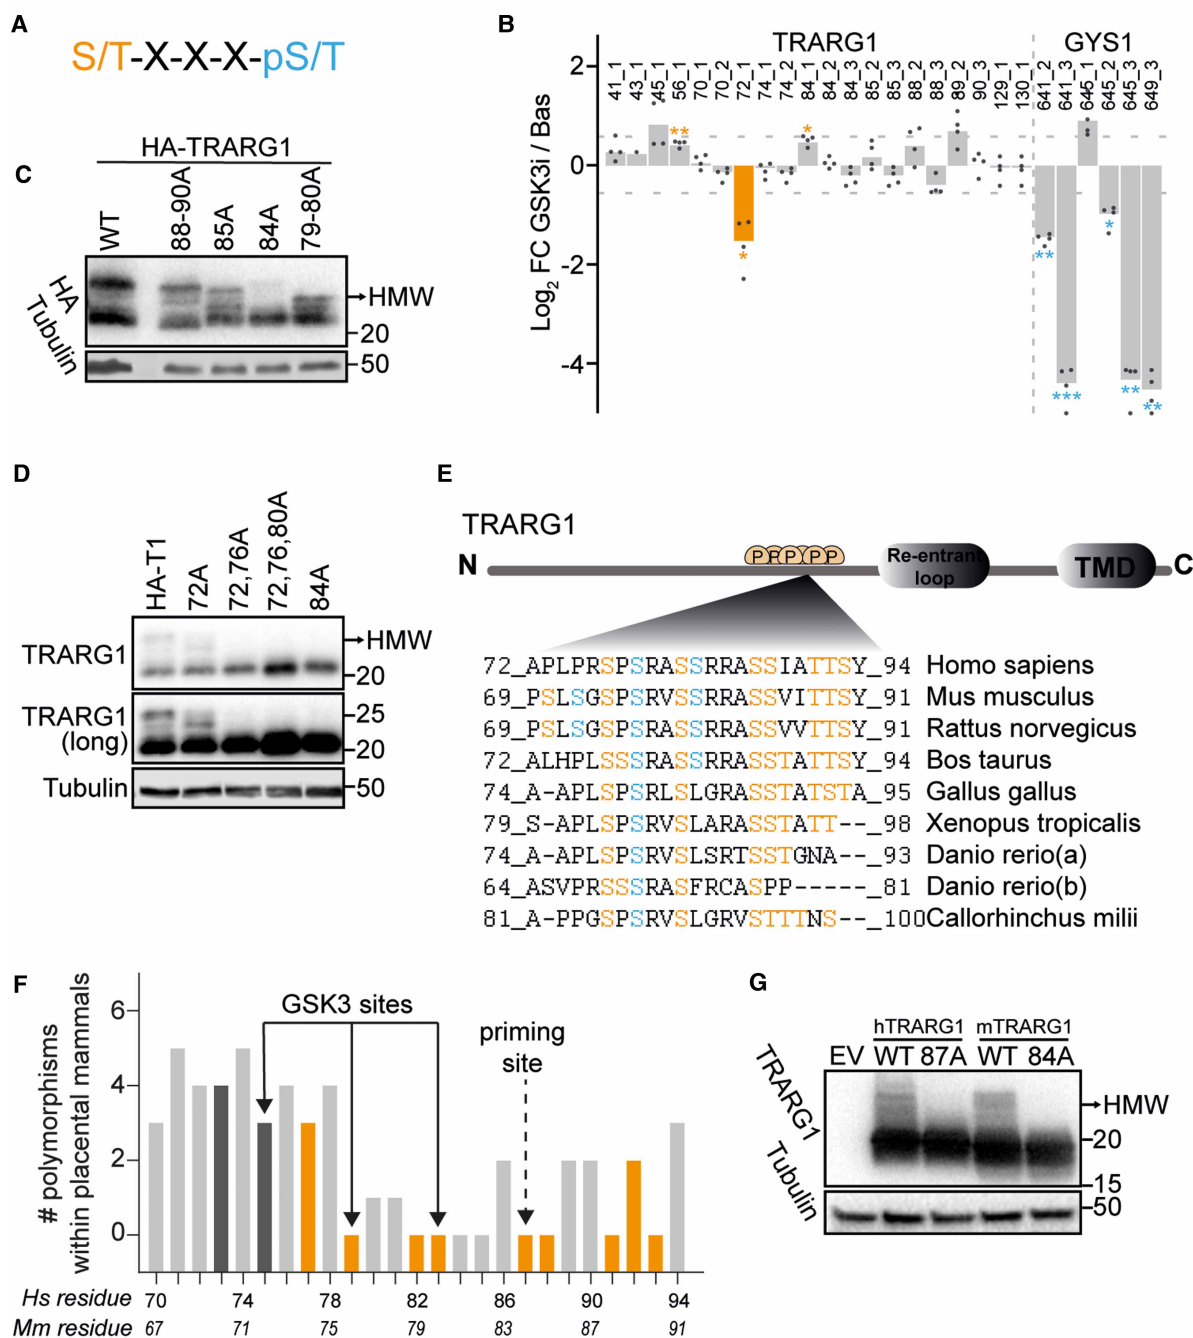 A
S/T-X-X-X-pS/T
B
TRARG1
GYS1
Log2 FC GSK3i / Bas
2
0
-2
-4
41_1
43_1
45_1
56_1
70_1
70_2
72_1
74_1
74_2
84_1
84_2
84_3
85_2
85_3
88_2
88_3
89_2
90_3
129_1
130_1
641_2
641_3
645_1
645_2
645_3
649_3
**
*
*
**
***
*
**
**
C
HA-TRARG1
WT
88-90A
85A
84A
79-80A
HA
Tubulin
HMW
20
50
D
HA-T1
72A
72,76A
72,76,80A
84A
TRARG1
HMW
20
TRARG1
(long)
25
20
Tubulin
50
E
TRARG1
N
P P P P P
Re-entrant
loop
TMD
C
72_APLPRSPSRASSRRASSIATTSY_94 Homo sapiens
69_PSLSGSPSRVSSRRASSVITTSY_91 Mus musculus
69_PSLSGSPSRVSSRRASSVVTTSY_91 Rattus norvegicus
72_ALHPLSSSRASSRRASSTATTSY_94 Bos taurus
74_A-APLSPSRLSLGRASSTATSTA_95 Gallus gallus
79_S-APLSPSRVSLARASSTATT--_98 Xenopus tropicalis
74_A-APLSPSRVSLSRTSSTGNA--_93 Danio rerio(a)
64_ASVPRSSSRASFRCASPP-----_81 Danio rerio(b)
81_A-PPGSPSRVSLGRVSTTTNS--_100Callorhinchus milii
F
# polymorphisms
within placental mammals
6
4
2
0
GSK3 sites
priming
site
Hs residue 70 74 78 82 86 90 94
Mm residue 67 71 75 79 83 87 91
G
hTRARG1 mTRARG1
EV WT 87A WT 84A
TRARG1
Tubulin
HMW
20
15
50